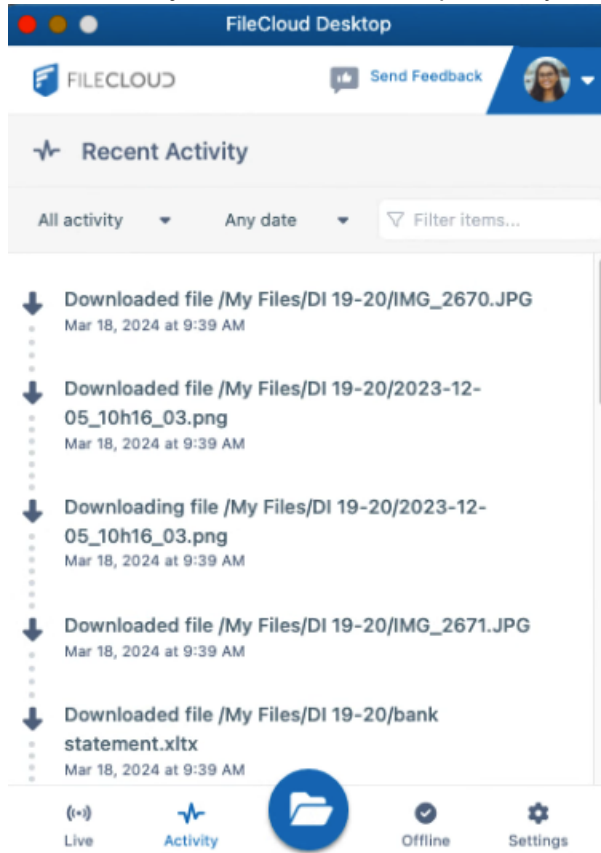 FileCloud Desktop
FILECLOUD
Send Feedback
Recent Activity
All activity
Any date
Filter items...
Downloaded file /My Files/DI 19-20/IMG_2670.JPG
Mar 18, 2024 at 9:39 AM
Downloaded file /My Files/DI 19-20/2023-12-
05_10h16_03.png
Mar 18, 2024 at 9:39 AM
Downloading file /My Files/DI 19-20/2023-12-
05_10h16_03.png
Mar 18, 2024 at 9:39 AM
Downloaded file /My Files/DI 19-20/IMG_2671.JPG
Mar 18, 2024 at 9:39 AM
Downloaded file /My Files/DI 19-20/bank
statement.xltx
Mar 18, 2024 at 9:39 AM
Live
Activity
Offline
Settings